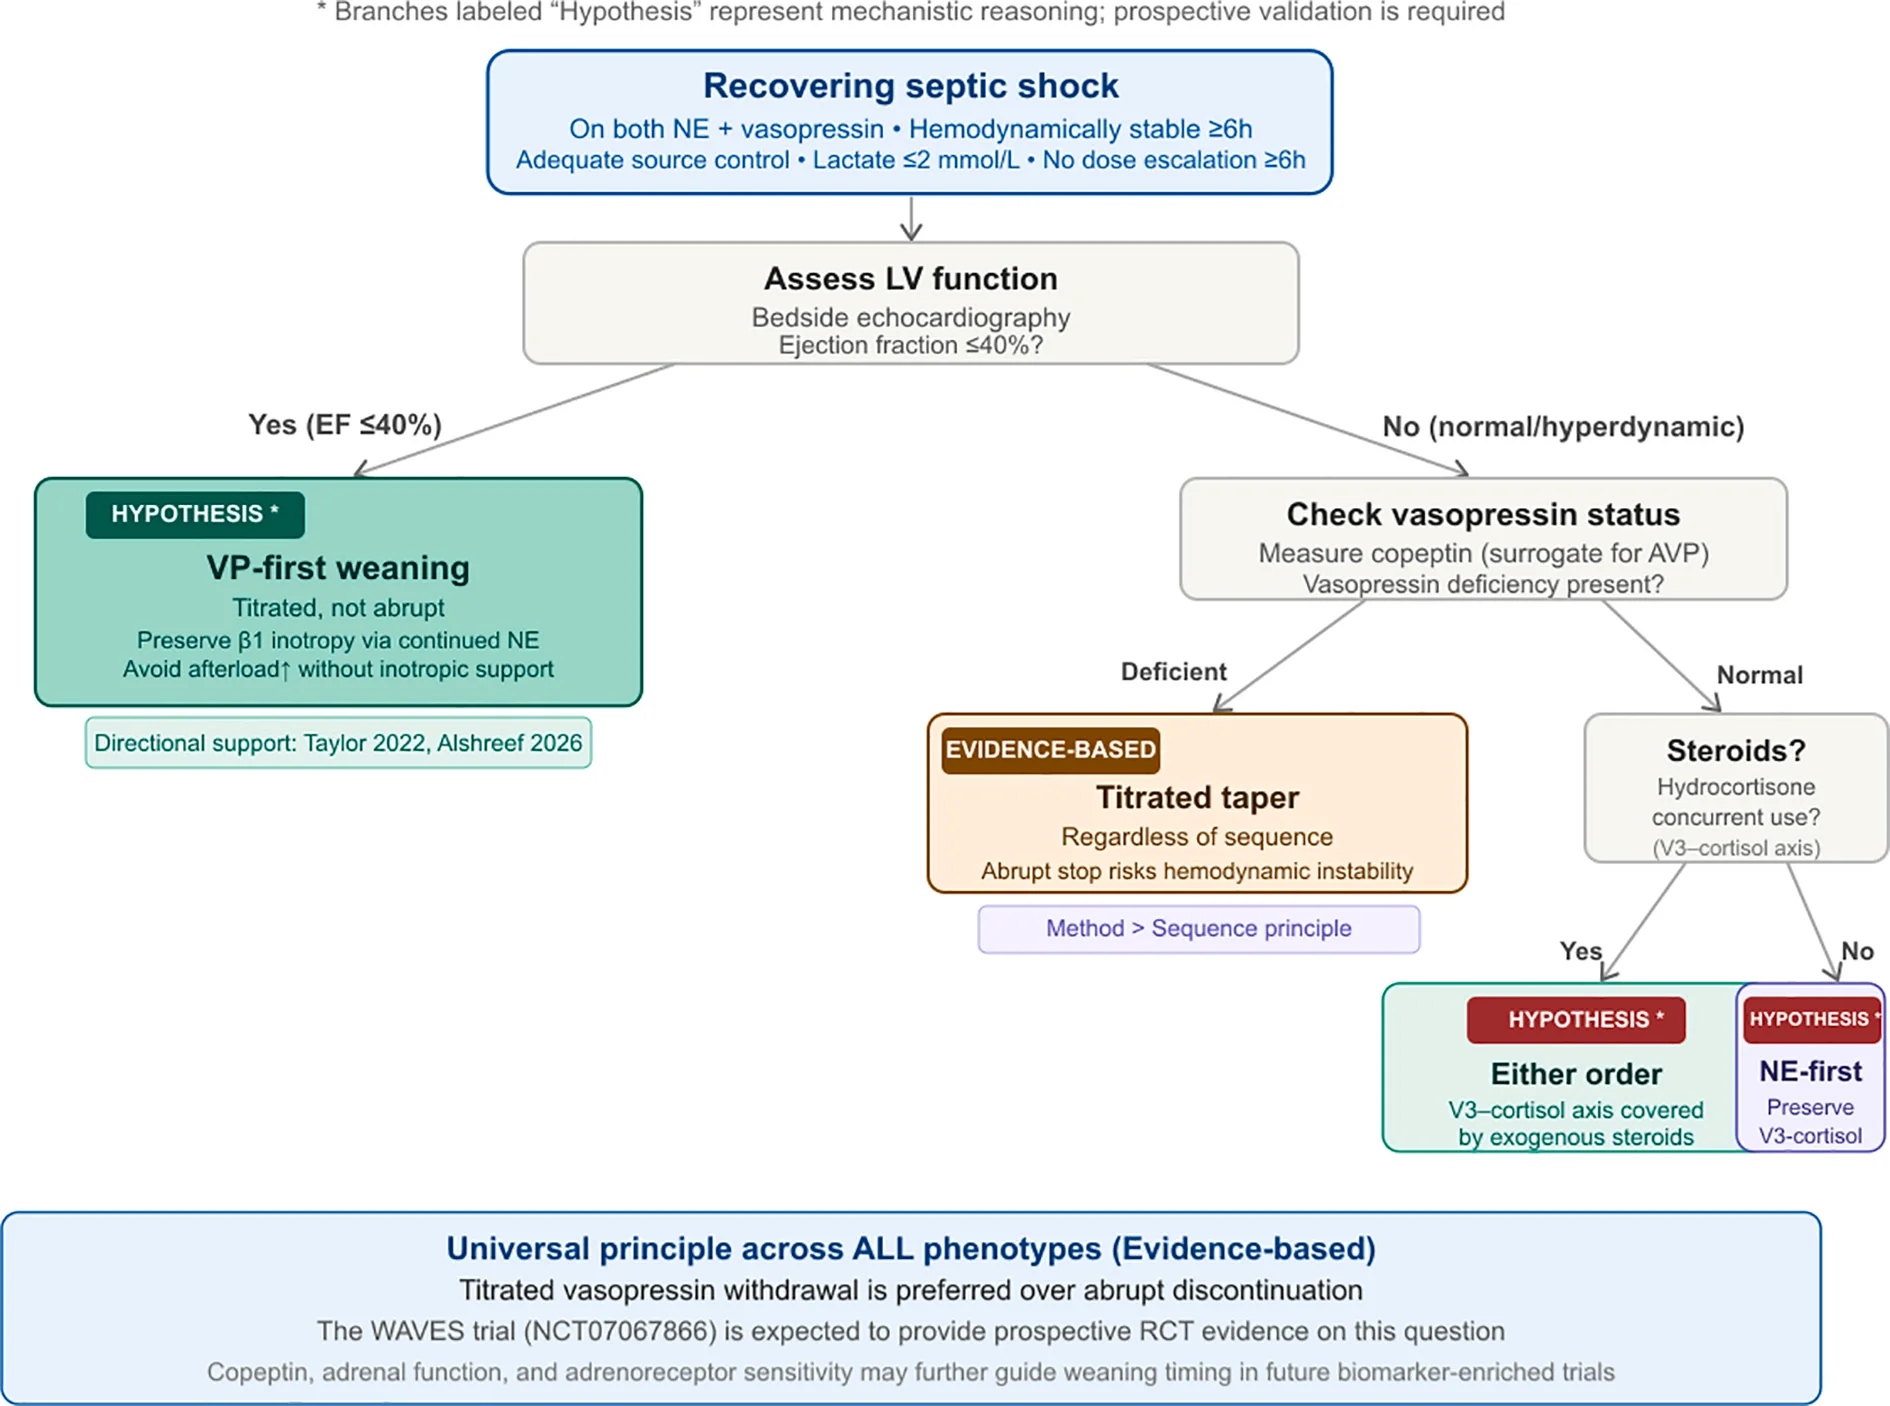 * Branches labeled “Hypothesis” represent mechanistic reasoning; prospective validation is required
Recovering septic shock
On both NE + vasopressin • Hemodynamically stable ≥6h
Adequate source control • Lactate ≤2 mmol/L • No dose escalation ≥6h
Assess LV function
Bedside echocardiography
Ejection fraction ≤40%?
Yes (EF ≤40%)
No (normal/hyperdynamic)
HYPOTHESIS *
VP-first weaning
Titrated, not abrupt
Preserve β1 inotropy via continued NE
Avoid afterload↑ without inotropic support
Directional support: Taylor 2022, Alshreef 2026
Check vasopressin status
Measure copeptin (surrogate for AVP)
Vasopressin deficiency present?
Deficient
Normal
EVIDENCE-BASED
Titrated taper
Regardless of sequence
Abrupt stop risks hemodynamic instability
Method > Sequence principle
Steroids?
Hydrocortisone
concurrent use?
(V3–cortisol axis)
Yes
No
HYPOTHESIS *
Either order
V3–cortisol axis covered
by exogenous steroids
HYPOTHESIS *
NE-first
Preserve
V3-cortisol
Universal principle across ALL phenotypes (Evidence-based)
Titrated vasopressin withdrawal is preferred over abrupt discontinuation
The WAVES trial (NCT07067866) is expected to provide prospective RCT evidence on this question
Copeptin, adrenal function, and adrenoreceptor sensitivity may further guide weaning timing in future biomarker-enriched trials